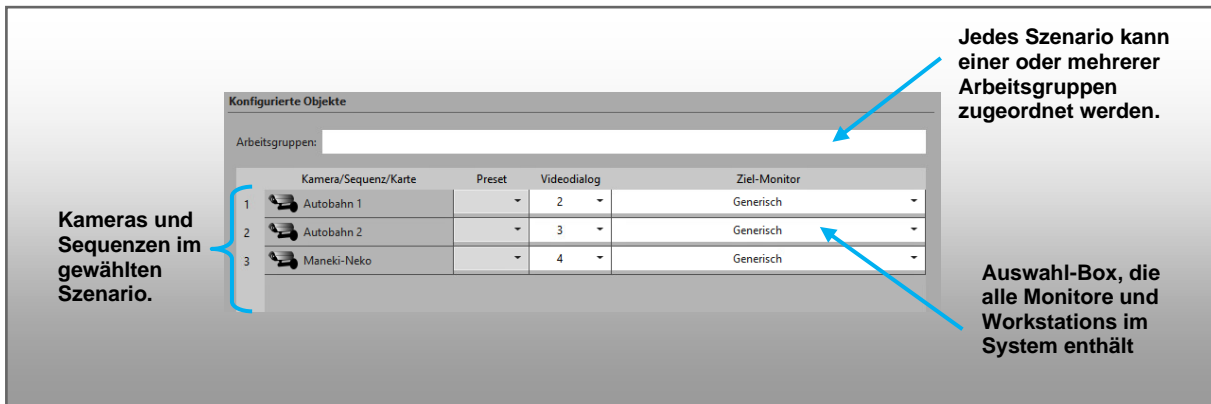 Jedes Szenario kann
einer oder mehrerer
Arbeitsgruppen
zugeordnet werden.
Konfigurierte Objekte
Arbeitsgruppen:
Kamera/Sequenz/Karte Preset Videodialog Ziel-Monitor
1 Autobahn 1 2 Generisch
2 Autobahn 2 3 Generisch
3 Maneki-Neko 4 Generisch
Kameras und
Sequenzen im
gewählten
Szenario.
Auswahl-Box, die
alle Monitore und
Workstations im
System enthält